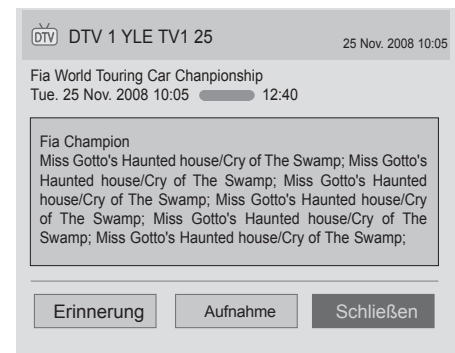 DTV DTV 1 YLE TV1 25
25 Nov. 2008 10:05
Fia World Touring Car Chanpionship
Tue. 25 Nov. 2008 10:05 12:40
Fia Champion
Miss Gotto's Haunted house/Cry of The Swamp; Miss Gotto's
Haunted house/Cry of The Swamp; Miss Gotto's Haunted
house/Cry of The Swamp; Miss Gotto's Haunted house/Cry
of The Swamp; Miss Gotto's Haunted house/Cry of The
Swamp; Miss Gotto's Haunted house/Cry of The Swamp;
Erinnerung Aufnahme Schließen